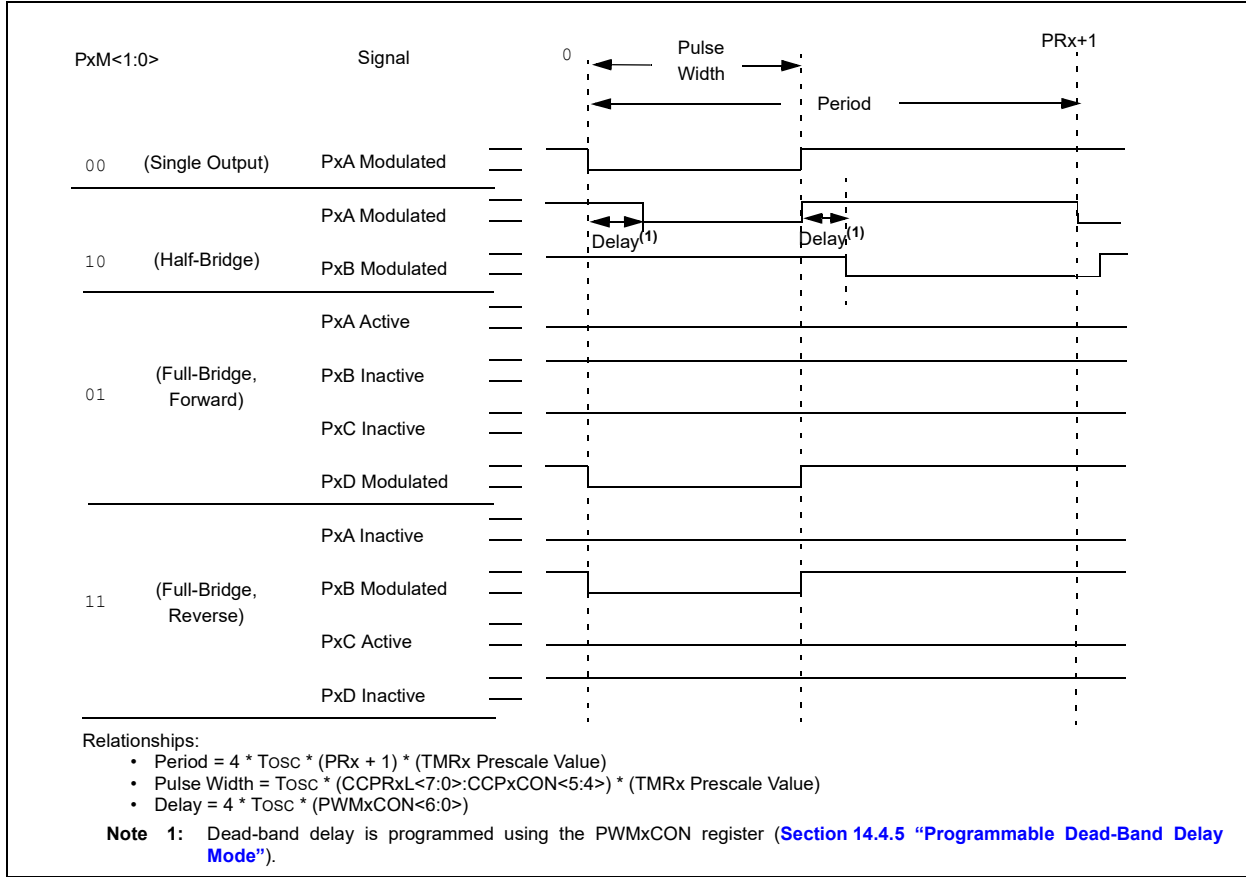 PxM<1:0>
Signal
0
Pulse
Width
PRx+1
Period
00 (Single Output) PxA Modulated
PxA Modulated
Delay(1) Delay(1)
10 (Half-Bridge) PxB Modulated
PxA Active
01 (Full-Bridge,
Forward)
PxB Inactive
PxC Inactive
PxD Modulated
PxA Inactive
11 (Full-Bridge,
Reverse)
PxB Modulated
PxC Active
PxD Inactive
Relationships:
• Period = 4 * TOSC * (PRx + 1) * (TMRx Prescale Value)
• Pulse Width = TOSC * (CCPRxL<7:0>:CCPxCON<5:4>) * (TMRx Prescale Value)
• Delay = 4 * TOSC * (PWMxCON<6:0>)
Note 1: Dead-band delay is programmed using the PWMxCON register (Section 14.4.5 “Programmable Dead-Band Delay
Mode”).